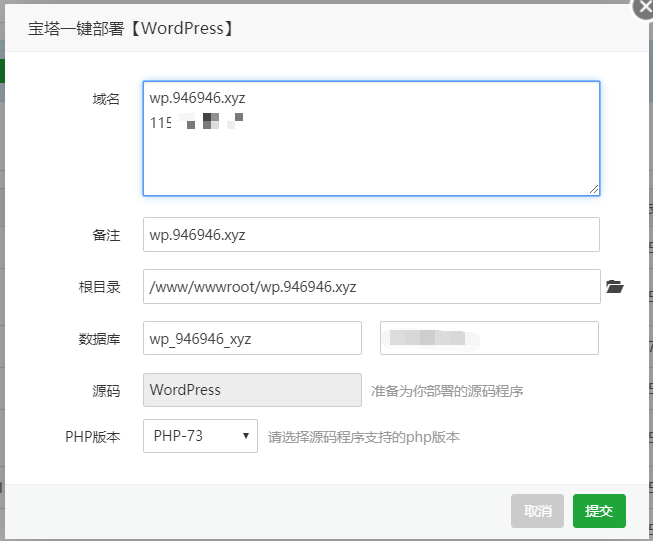 宝塔一键部署【WordPress】
域名
wp.946946.xyz
115
备注
wp.946946.xyz
根目录
/www/wwwroot/wp.946946.xyz
数据库
wp_946946_xyz
源码
WordPress
准备为你部署的源码程序
PHP版本
PHP-73
请选择源码程序支持的php版本
取消
提交